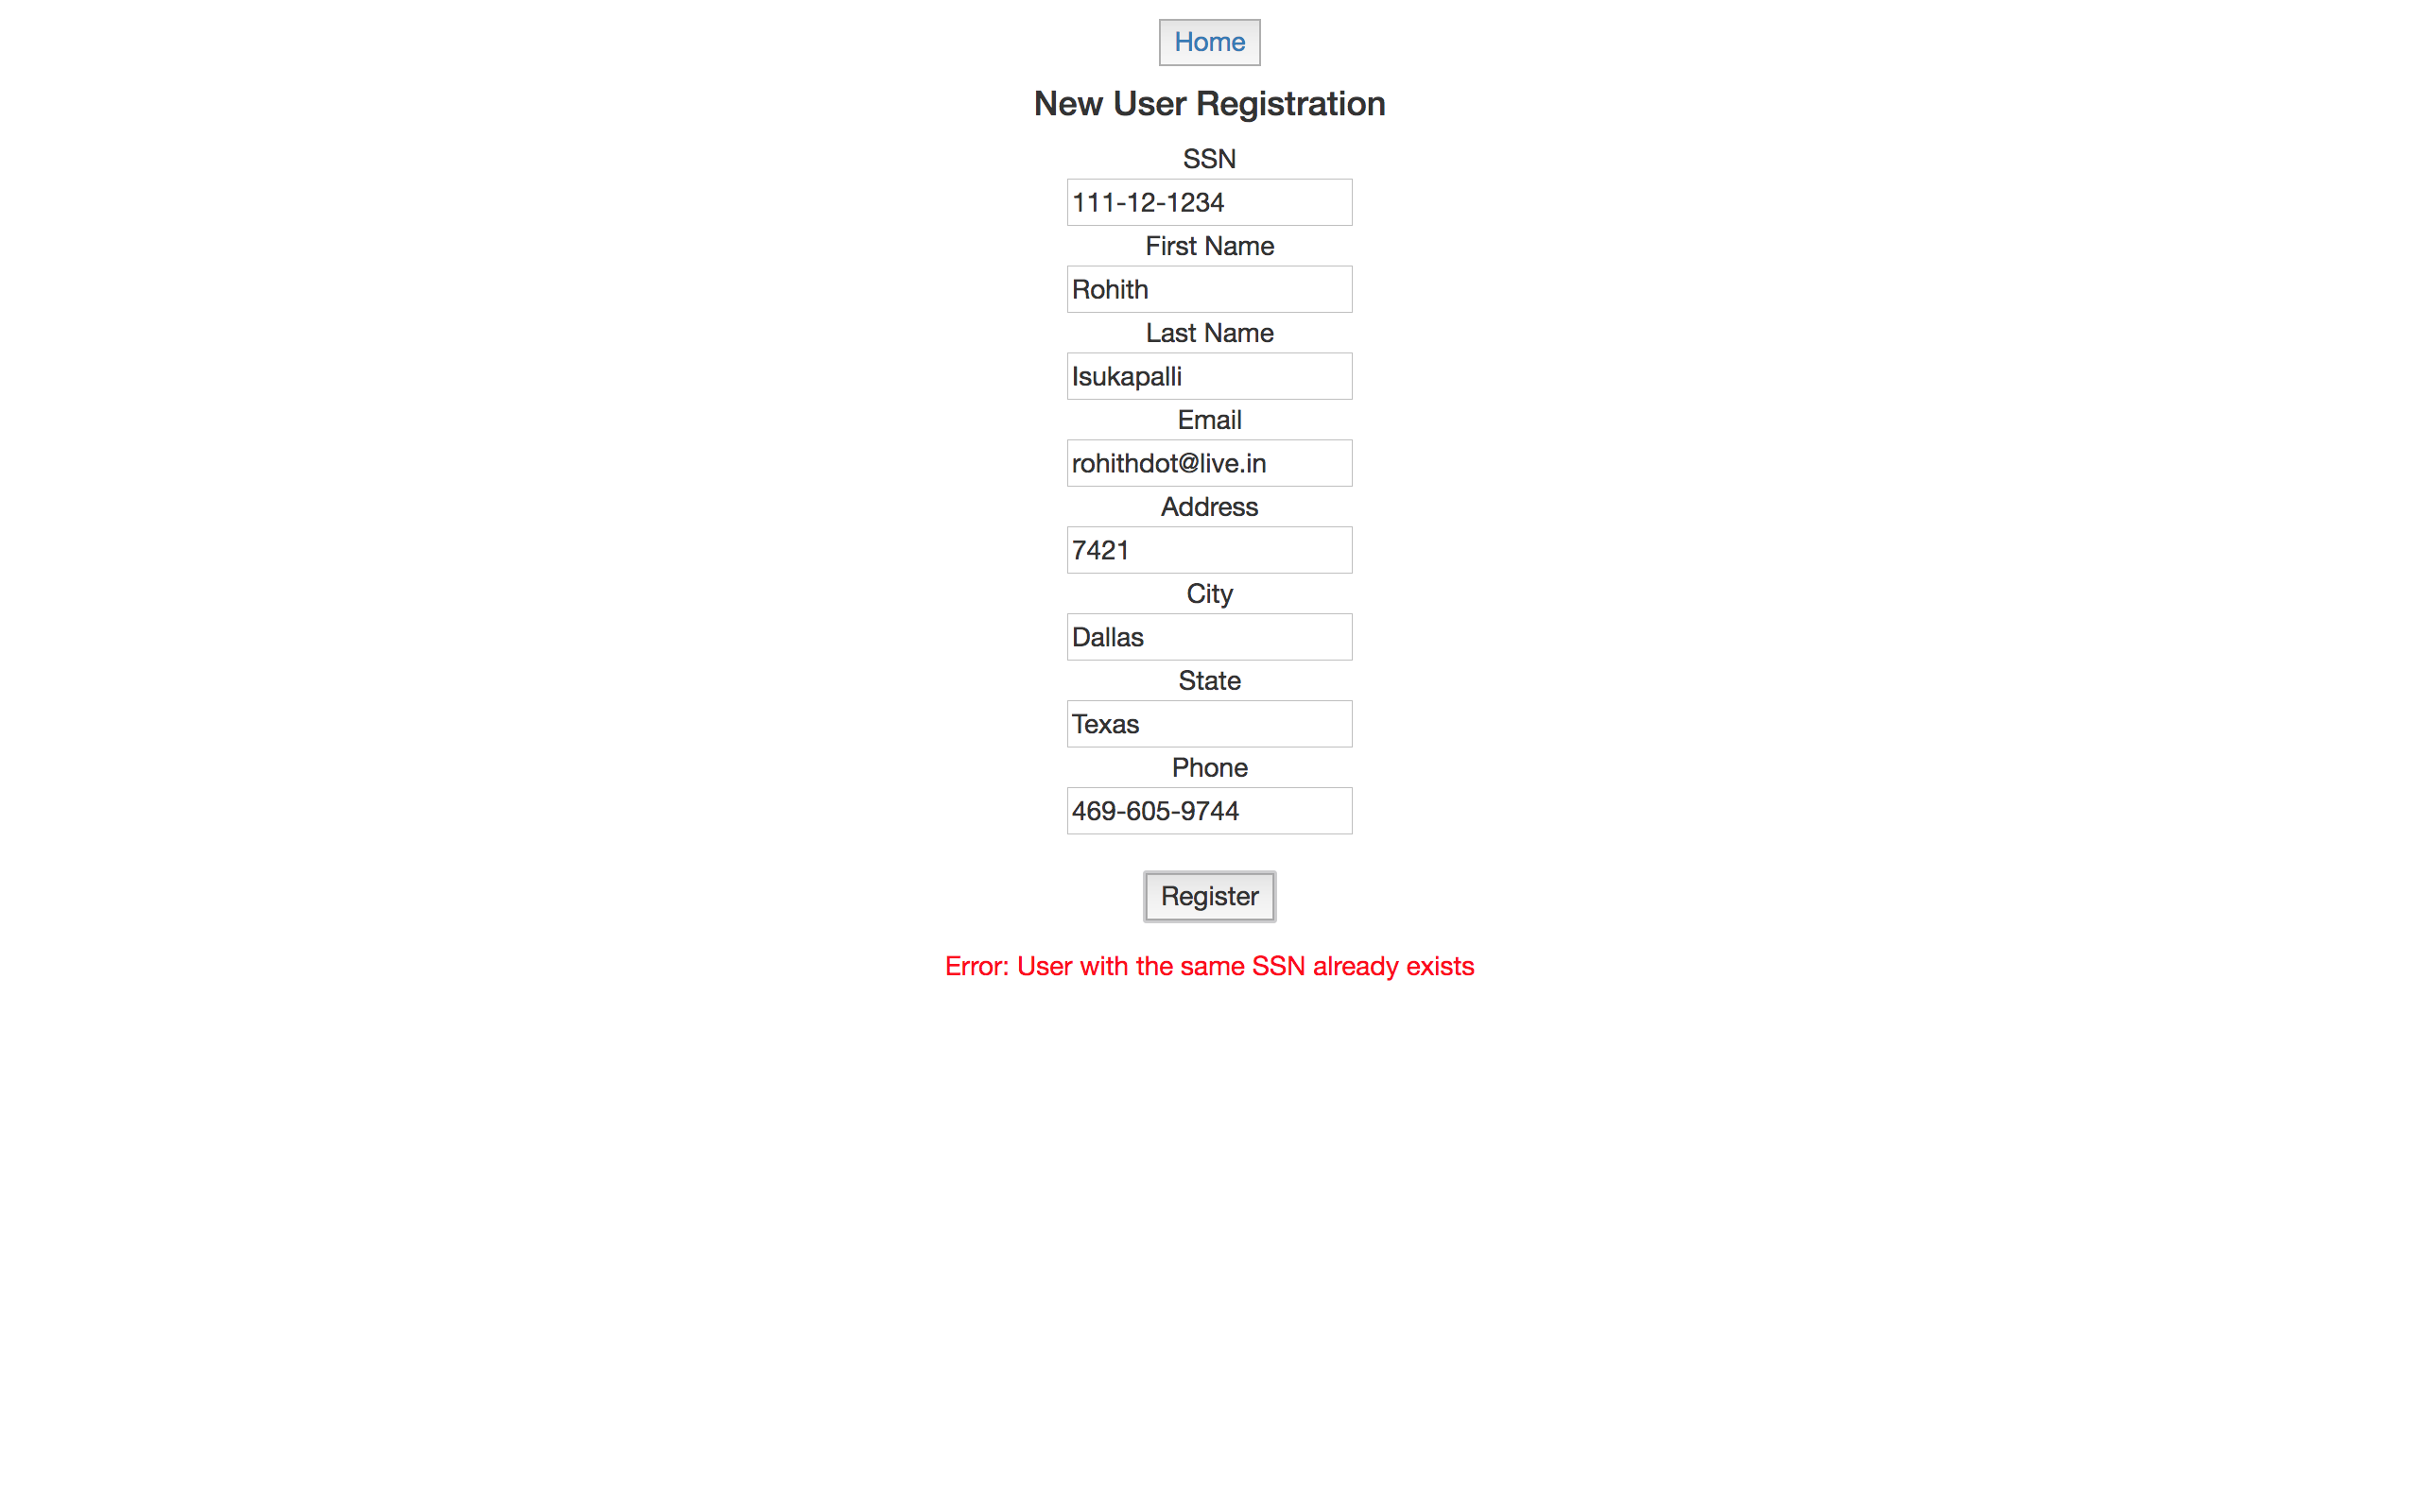 Home
New User Registration
SSN
111-12-1234
First Name
Rohith
Last Name
Isukapalli
Email
rohithdot@live.in
Address
7421
City
Dallas
State
Texas
Phone
469-605-9744
Register
Error: User with the same SSN already exists